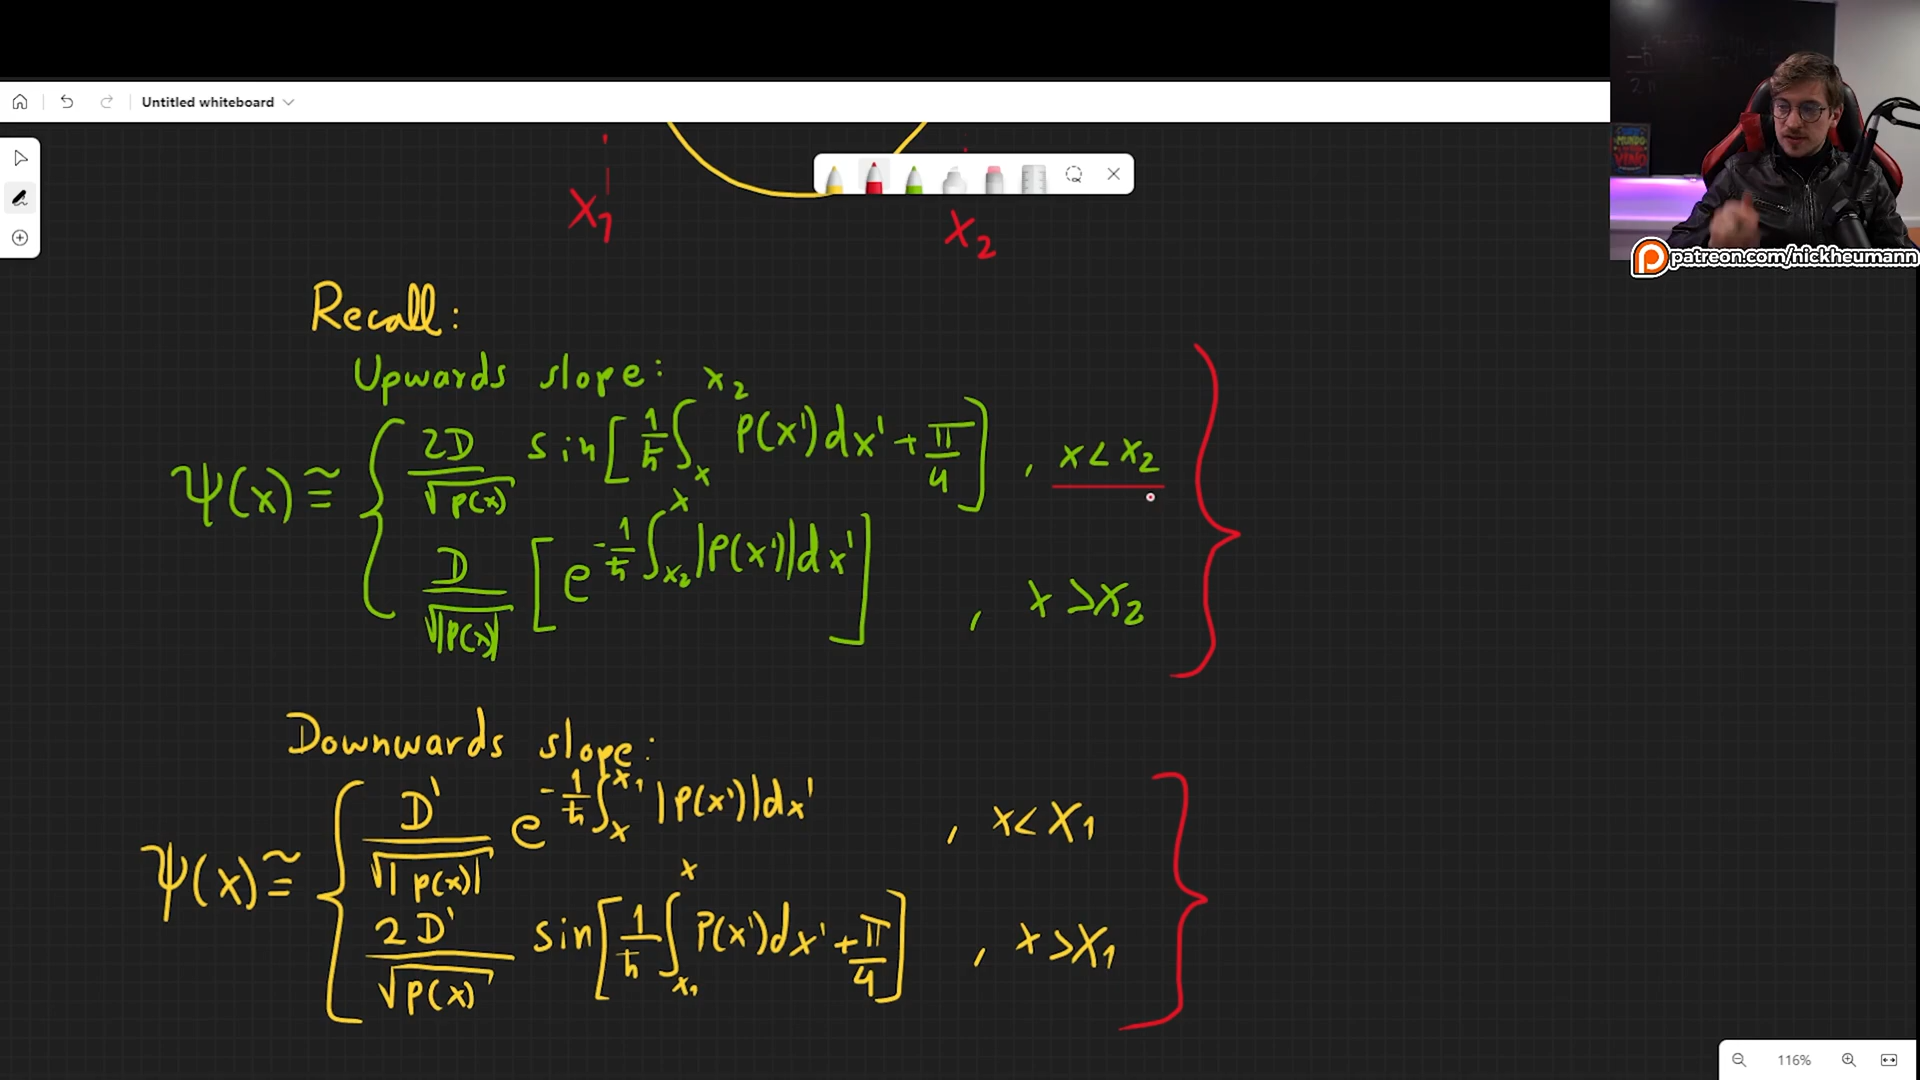 Untitled whiteboard
patreon.com/nickheumann
x₁
x₂
Recall:
Upwards slope:
ψ(x) ≅ { 2D/√p(x) sin[1/ħ ∫ₓ^x₂ p(x')dx' + π/4] , x < x₂
D/√|p(x)| [e^(-1/ħ ∫ₓ₂^x |p(x')|dx')] , x > x₂
Downwards slope:
ψ(x) ≅ { D'/√|p(x)| e^(-1/ħ ∫ₓ^x₁ |p(x')|dx') , x < x₁
2D'/√p(x) sin[1/ħ ∫ₓ₁^x p(x')dx' + π/4] , x > x₁
116%